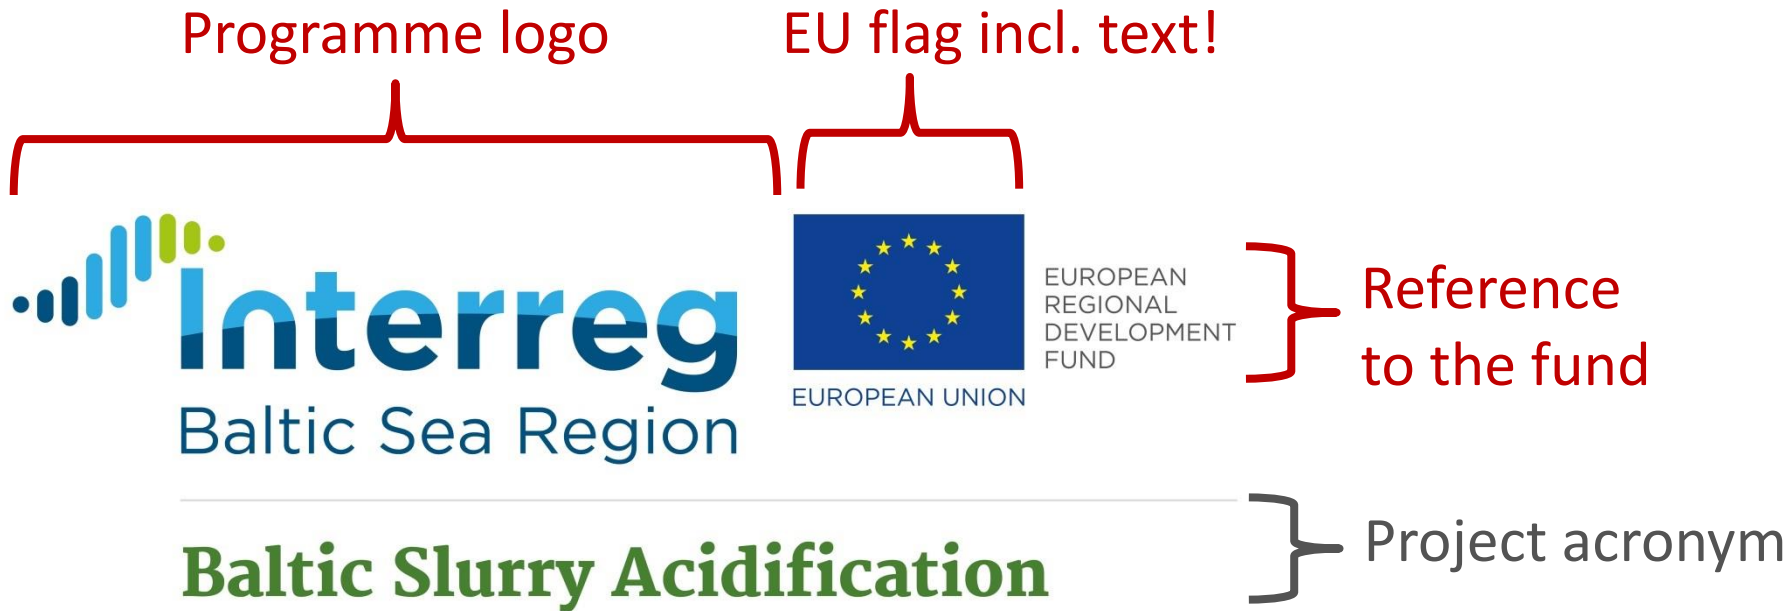 Programme logo
EU flag incl. text!
Interreg
Baltic Sea Region
EUROPEAN UNION
EUROPEAN
REGIONAL
DEVELOPMENT
FUND
Reference
to the fund
Baltic Slurry Acidification
Project acronym